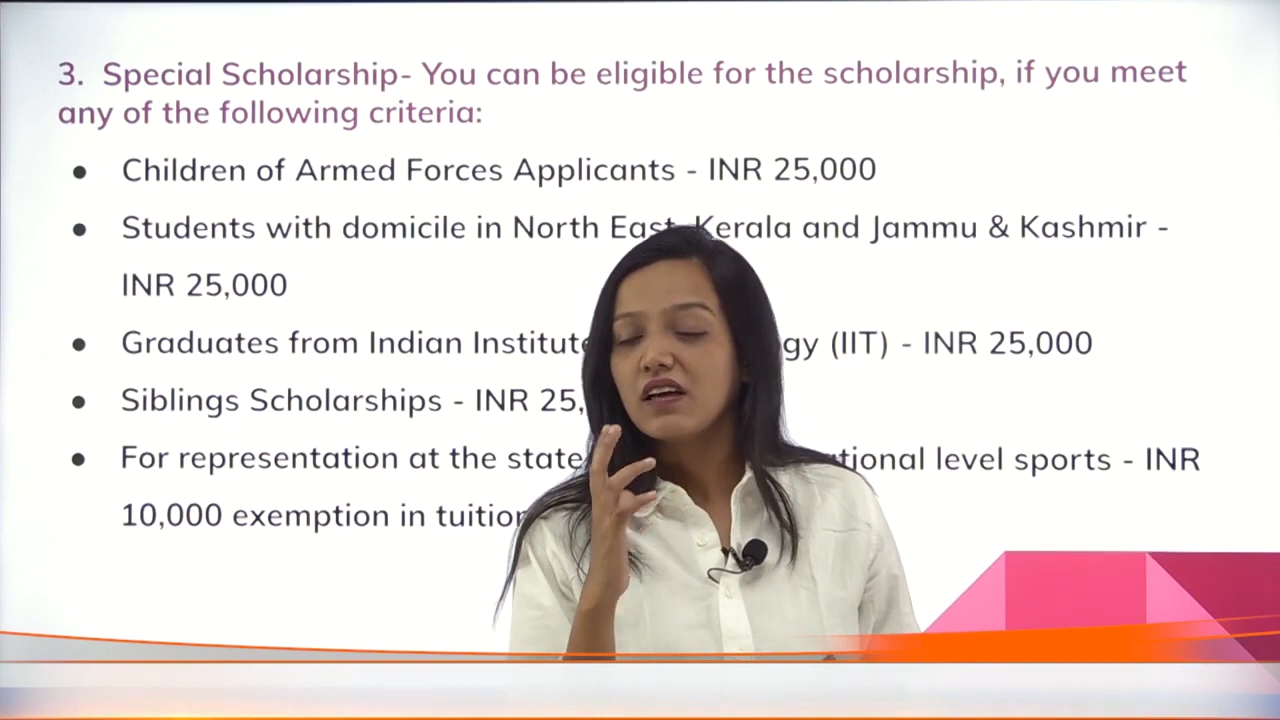 3. Special Scholarship- You can be eligible for the scholarship, if you meet
any of the following criteria:
● Children of Armed Forces Applicants - INR 25,000
● Students with domicile in North East, Kerala and Jammu & Kashmir -
INR 25,000
● Graduates from Indian Institute gy (IIT) - INR 25,000
● Siblings Scholarships - INR 25,
● For representation at the state tional level sports - INR
10,000 exemption in tuition